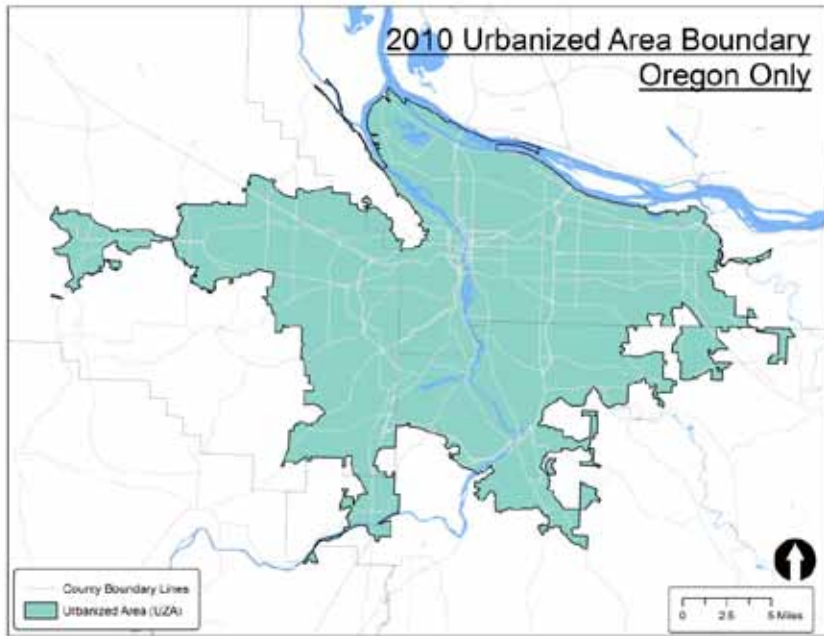 2010 Urbanized Area Boundary
Oregon Only
County Boundary Lines
Urbanized Area (UZA)
0 2.5 5 Miles